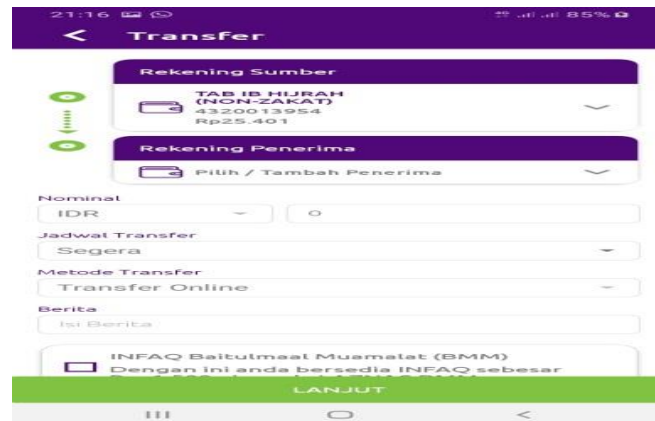 21:16 85%
Transfer
Rekening Sumber
TAB IB HIJRAH
(NON-ZAKAT)
43200013954
Rp25.401
Rekening Penerima
Pilih / Tambah Penerima
Nominal
IDR 0
Jadwal Transfer
Segera
Metode Transfer
Transfer Online
Berita
Isi Berita
INFAQ Baitulmaal Muamalat (BMM)
Dengan ini anda bersedia INFAQ sebesar
LANJUT